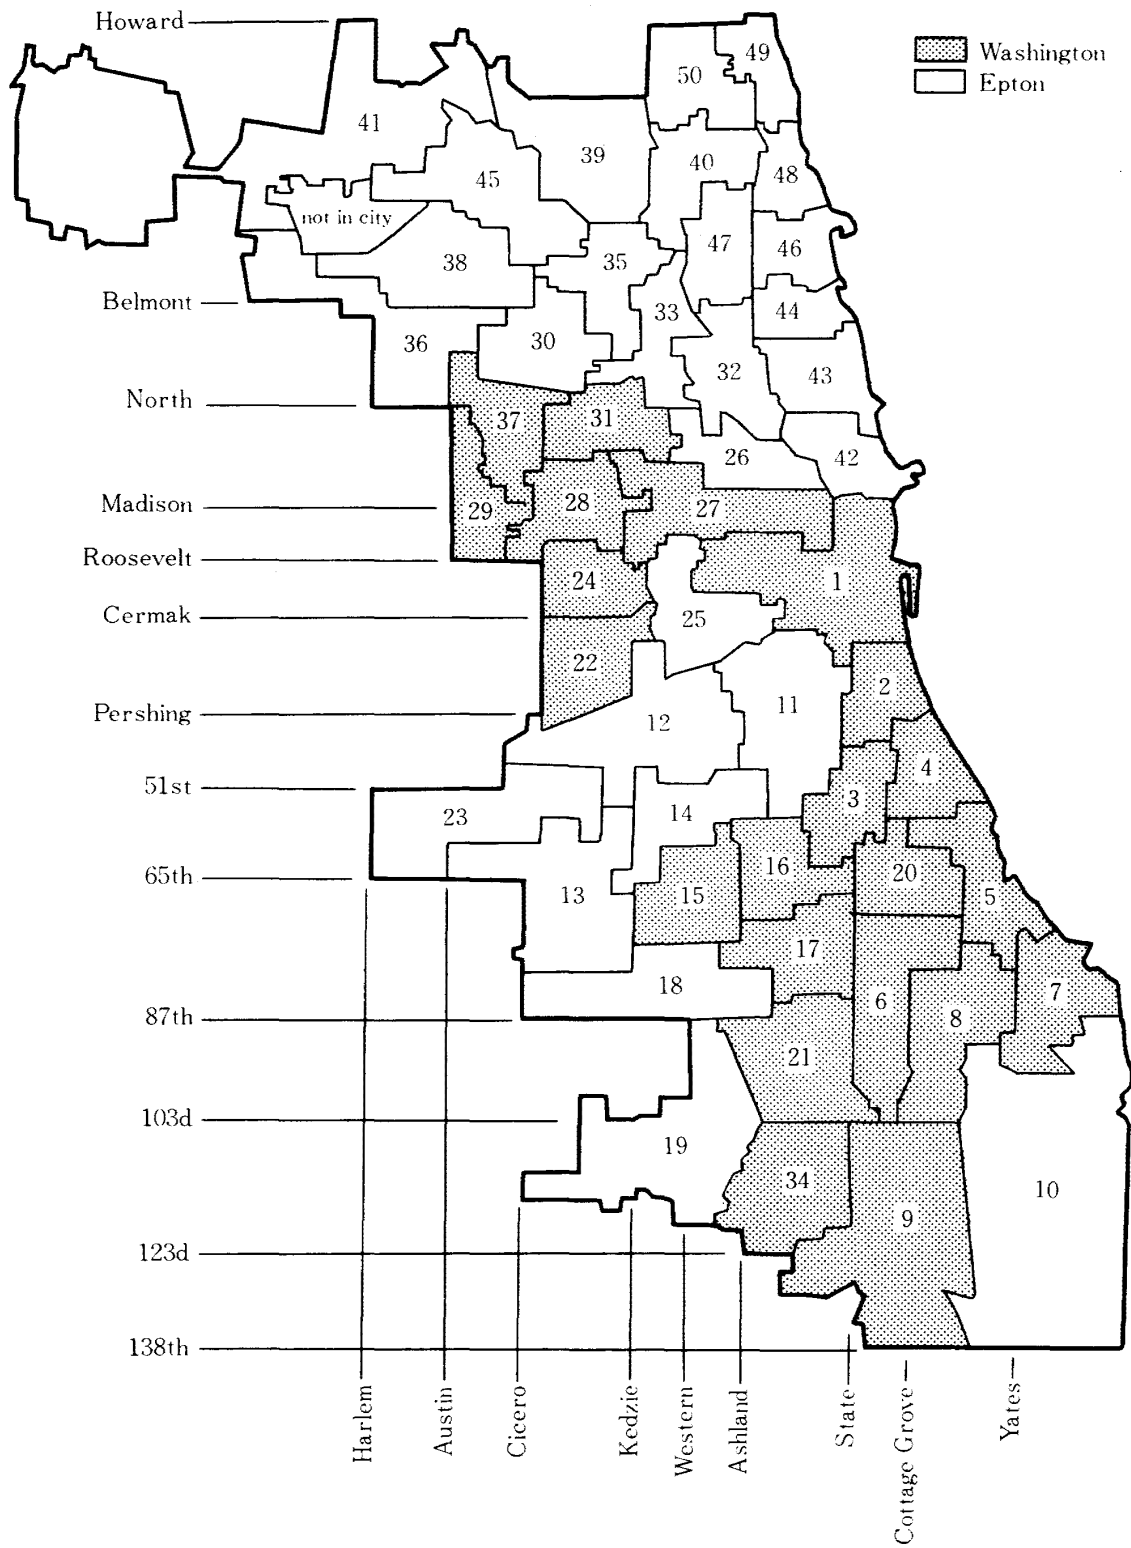 Howard
49
50
Washington
Epton
41
39
40
45
48
not in city
47
46
38
35
Belmont
33
44
36
30
32
43
North
37
31
26
42
Madison
29
28
27
Roosevelt
24
1
Cermak
25
22
2
Pershing
12
11
4
51st
23
14
3
65th
13
15
16
20
5
17
18
6
8
7
87th
21
103d
19
34
9
10
123d
138th
Harlem
Austin
Cicero
Kedzie
Western
Ashland
State
Cottage Grove
Yates